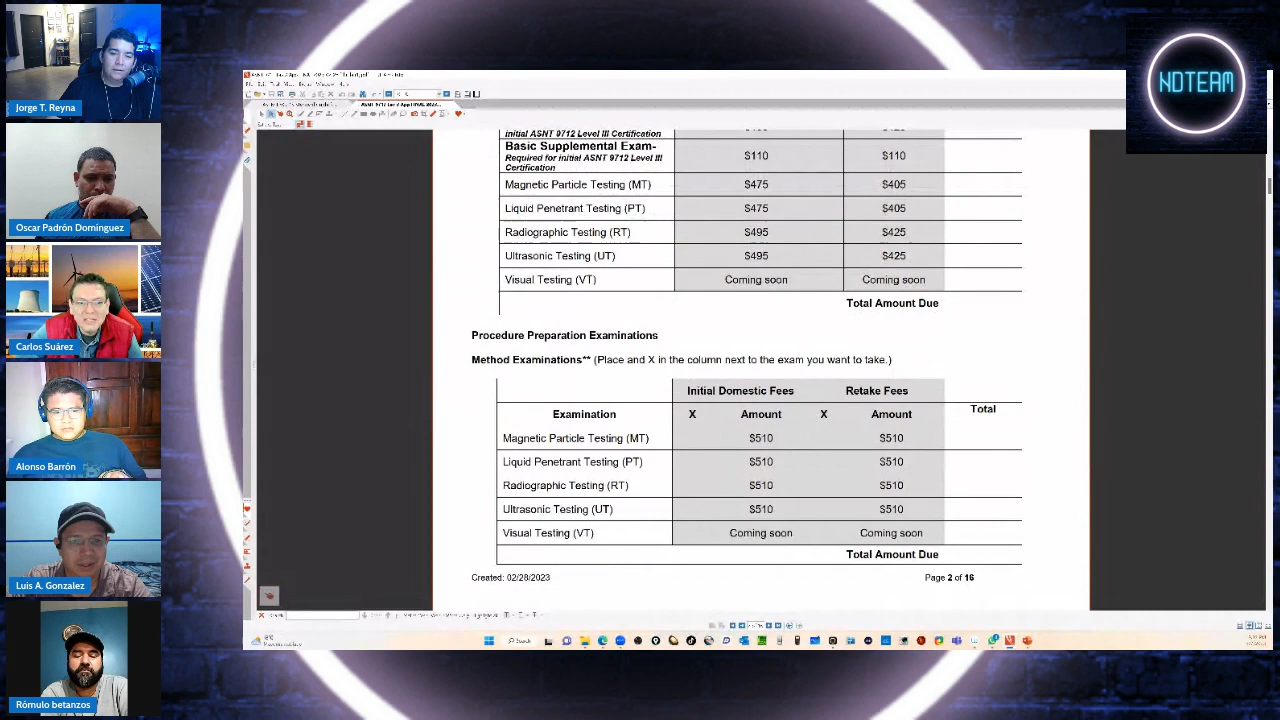 Jorge T. Reyna
Oscar Padrón Domínguez
Carlos Suárez
Alonso Barrón
Luis A. Gonzalez
Rómulo betanzos
NDTEAM
initial ASNT 9712 Level III Certification
Basic Supplemental Exam- $110 $110
Required for initial ASNT 9712 Level III
Certification
Magnetic Particle Testing (MT) $475 $405
Liquid Penetrant Testing (PT) $475 $405
Radiographic Testing (RT) $495 $425
Ultrasonic Testing (UT) $495 $425
Visual Testing (VT) Coming soon Coming soon
Total Amount Due
Procedure Preparation Examinations
Method Examinations** (Place and X in the column next to the exam you want to take.)
Initial Domestic Fees Retake Fees
Examination X Amount X Amount Total
Magnetic Particle Testing (MT) $510 $510
Liquid Penetrant Testing (PT) $510 $510
Radiographic Testing (RT) $510 $510
Ultrasonic Testing (UT) $510 $510
Visual Testing (VT) Coming soon Coming soon
Total Amount Due
Created: 02/28/2023 Page 2 of 16
Search